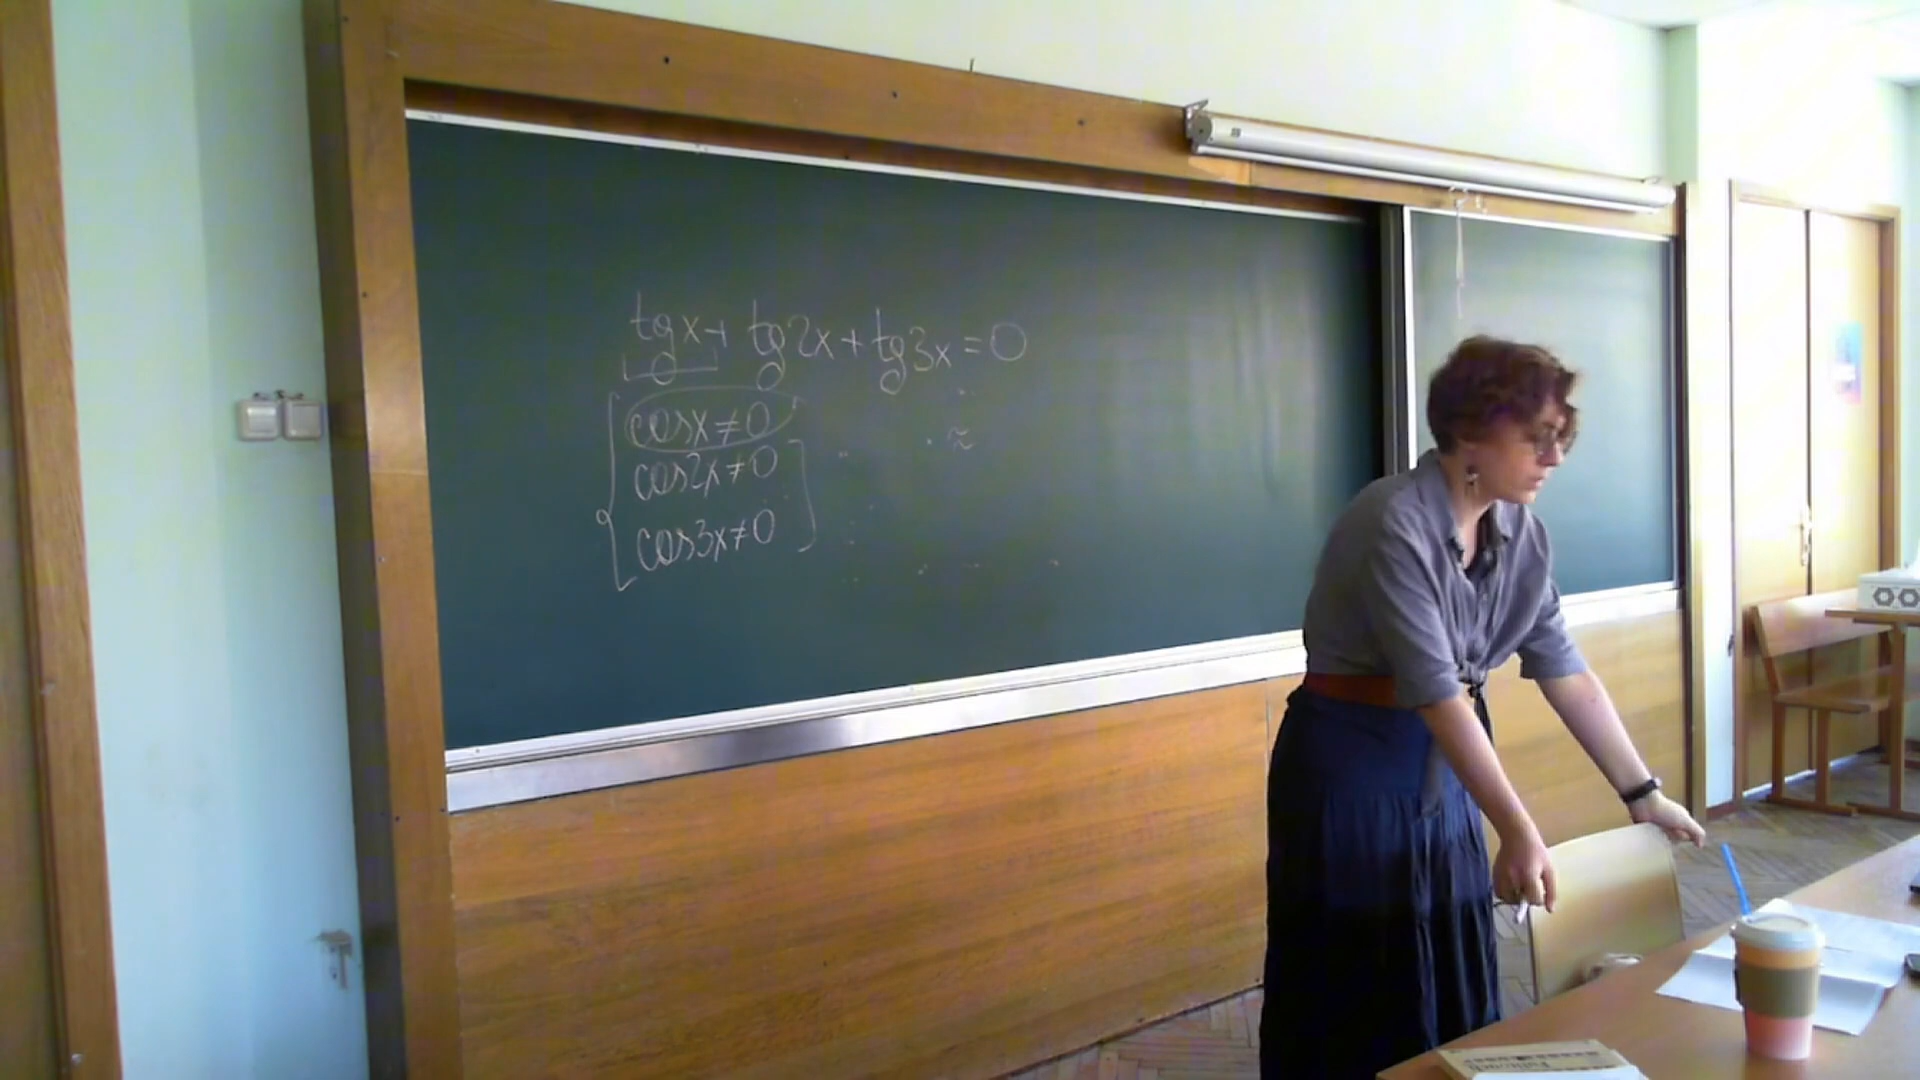 tgx + tg2x + tg3x = 0
cosx≠0
cos2x≠0
cos3x≠0